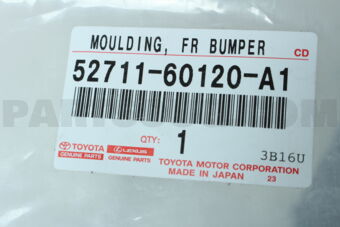 MOULDING, FR BUMPER
CD
52711-60120-A1
QTY: 1
3B16U
TOYOTA
GENUINE PARTS
LEXUS
GENUINE PARTS
TOYOTA MOTOR CORPORATION
MADE IN JAPAN 23